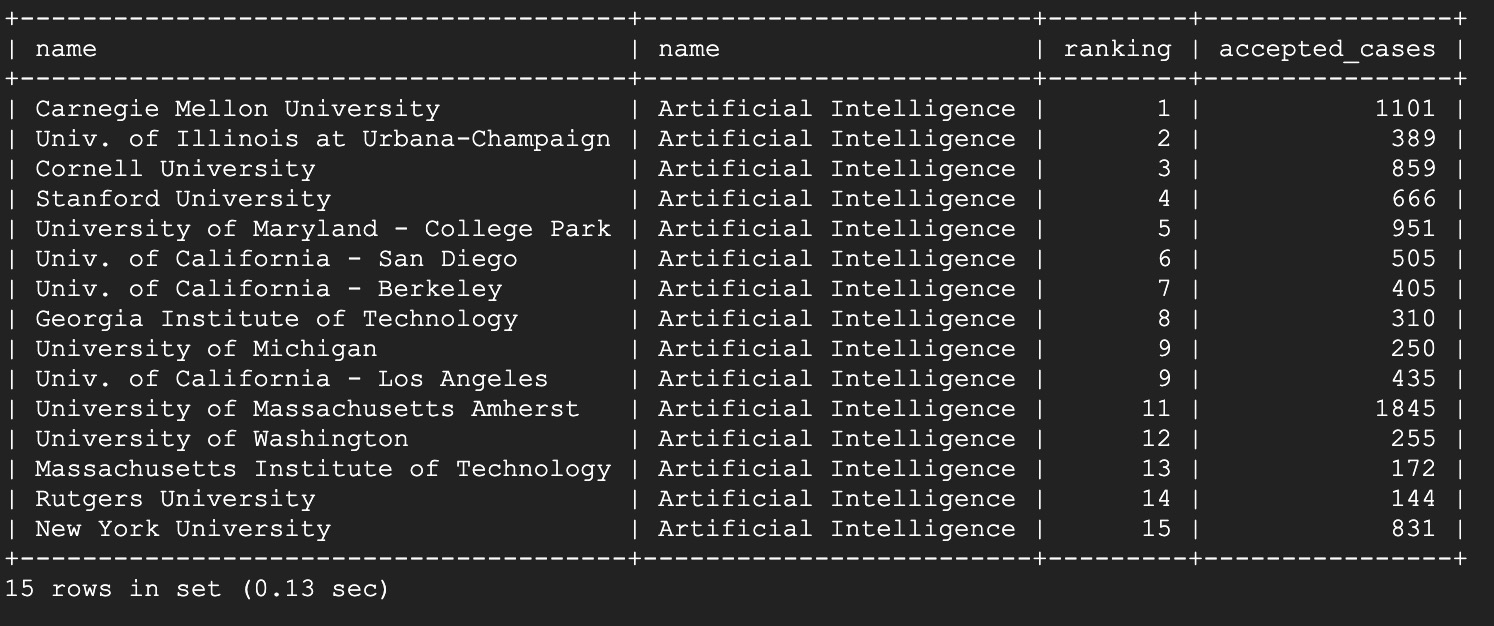 +---------------------------------------+-------------------------+---------+----------------+
| name                                  | name                    | ranking | accepted_cases |
+---------------------------------------+-------------------------+---------+----------------+
| Carnegie Mellon University            | Artificial Intelligence |       1 |           1101 |
| Univ. of Illinois at Urbana-Champaign | Artificial Intelligence |       2 |            389 |
| Cornell University                    | Artificial Intelligence |       3 |            859 |
| Stanford University                   | Artificial Intelligence |       4 |            666 |
| University of Maryland - College Park | Artificial Intelligence |       5 |            951 |
| Univ. of California - San Diego       | Artificial Intelligence |       6 |            505 |
| Univ. of California - Berkeley        | Artificial Intelligence |       7 |            405 |
| Georgia Institute of Technology       | Artificial Intelligence |       8 |            310 |
| University of Michigan                | Artificial Intelligence |       9 |            250 |
| Univ. of California - Los Angeles     | Artificial Intelligence |       9 |            435 |
| University of Massachusetts Amherst   | Artificial Intelligence |      11 |           1845 |
| University of Washington              | Artificial Intelligence |      12 |            255 |
| Massachusetts Institute of Technology | Artificial Intelligence |      13 |            172 |
| Rutgers University                    | Artificial Intelligence |      14 |            144 |
| New York University                   | Artificial Intelligence |      15 |            831 |
+---------------------------------------+-------------------------+---------+----------------+
15 rows in set (0.13 sec)